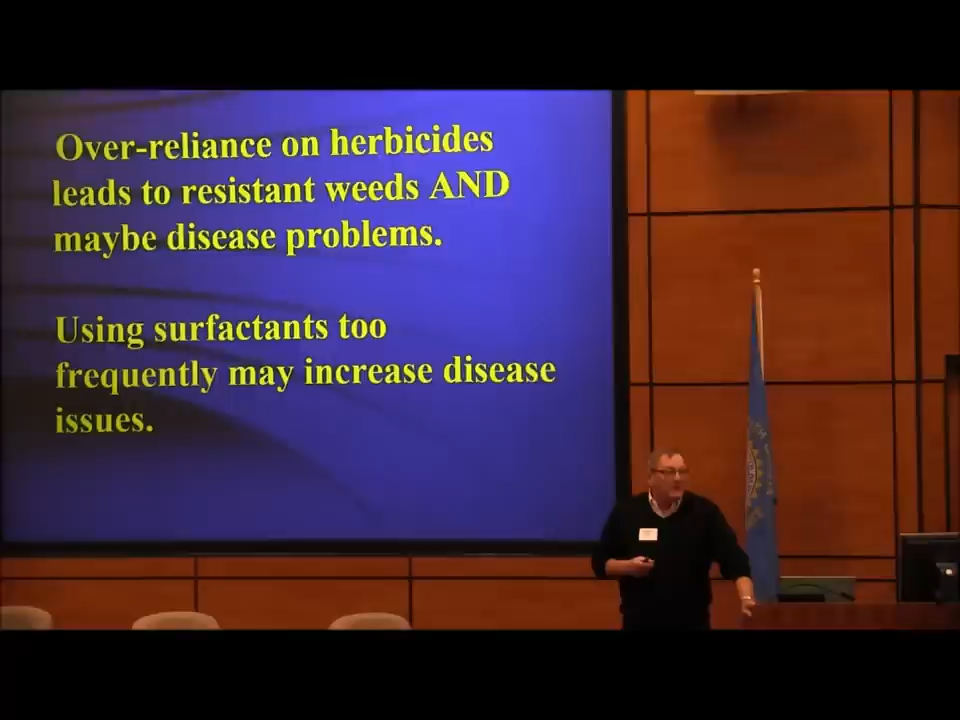 Over-reliance on herbicides
leads to resistant weeds AND
maybe disease problems.
Using surfactants too
frequently may increase disease
issues.